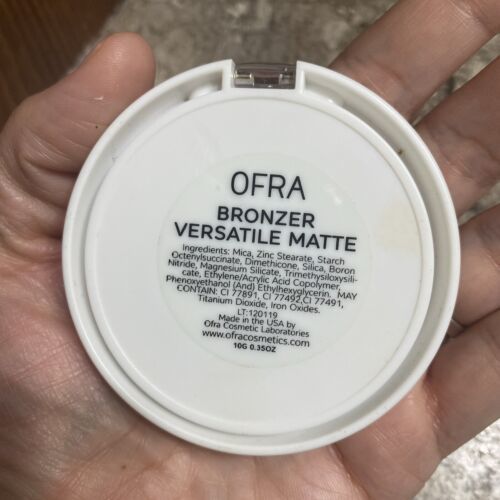 OFRA
BRONZER
VERSATILE MATTE
Ingredients: Mica, Zinc Stearate, Starch
Octenylsuccinate, Dimethicone, Silica, Boron
Nitride, Magnesium Silicate, Trimethylsiloxysili-
cate, Ethylene/Acrylic Acid Copolymer,
Phenoxyethanol (And) Ethylhexylglycerin. MAY
CONTAIN: CI 77891, CI 77492,CI 77491,
Titanium Dioxide, Iron Oxides.
LT:120119
Made in the USA by
Ofra Cosmetic Laboratories
www.ofracosmetics.com
10G 0.35OZ